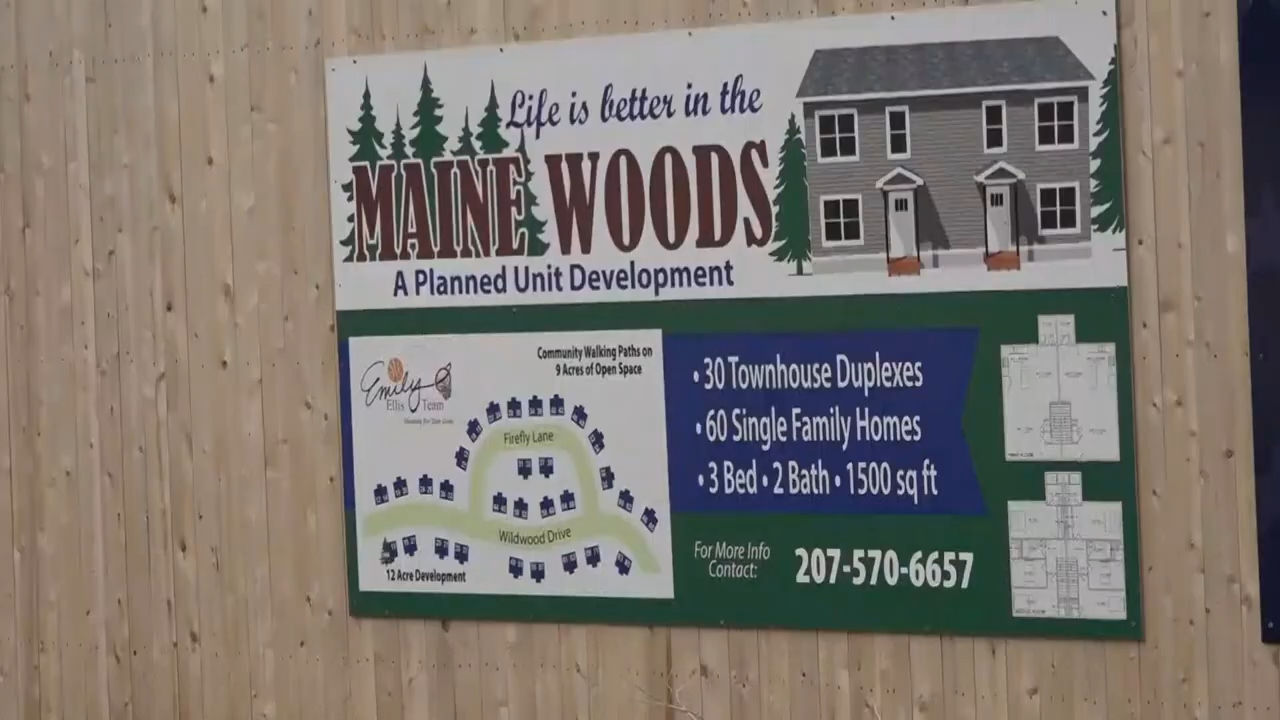 Life is better in the
MAINE WOODS
A Planned Unit Development
Emily
Ellis Team
Community Walking Paths on
9 Acres of Open Space
Firefly Lane
Wildwood Drive
12 Acre Development
• 30 Townhouse Duplexes
• 60 Single Family Homes
• 3 Bed • 2 Bath • 1500 sq ft
For More Info
Contact:
207-570-6657